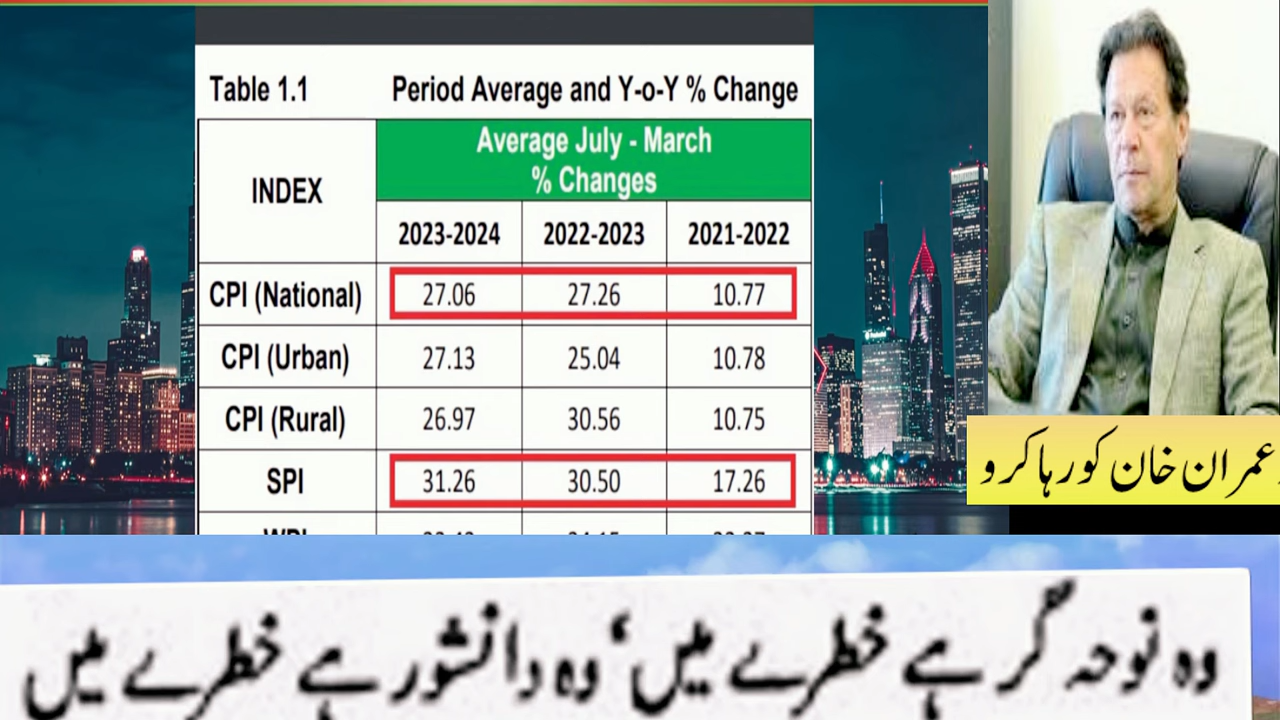 Table 1.1 Period Average and Y-o-Y % Change
INDEX
Average July - March
% Changes
2023-2024 2022-2023 2021-2022
CPI (National) 27.06 27.26 10.77
CPI (Urban) 27.13 25.04 10.78
CPI (Rural) 26.97 30.56 10.75
SPI 31.26 30.50 17.26
عمران خان کو رہا کرو
وہ نوحہ گر ہے خطرے میں‘ وہ دانشور ہے خطرے میں